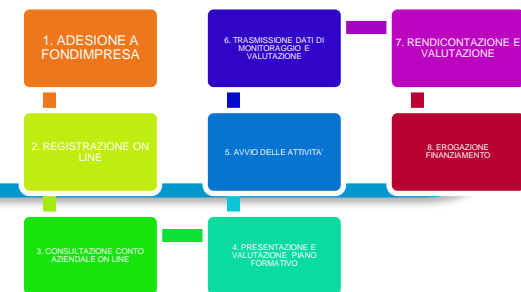 1. ADESIONE A
FONDIMPRESA
2. REGISTRAZIONE ON
LINE
3. CONSULTAZIONE CONTO
AZIENDALE ON LINE
4. PRESENTAZIONE E
VALUTAZIONE PIANO
FORMATIVO
5. AVVIO DELLE ATTIVITA'
6. TRASMISSIONE DATI DI
MONITORAGGIO E
VALUTAZIONE
7. RENDICONTAZIONE E
VALUTAZIONE
8. EROGAZIONE
FINANZIAMENTO